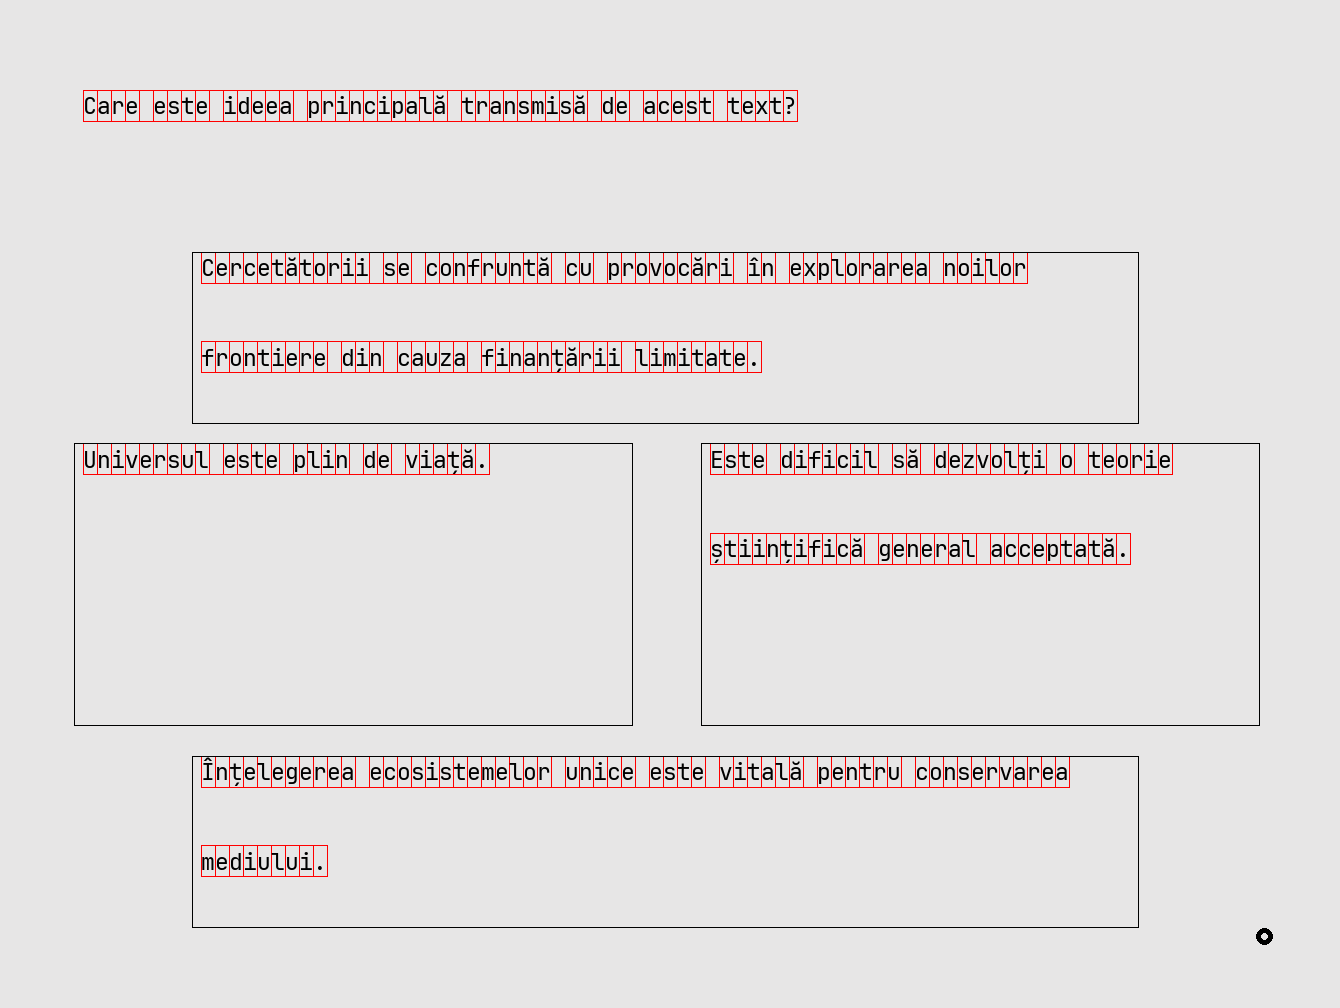 Care este ideea principală transmisă de acest text?
Cercetătorii se confruntă cu provocări în explorarea noilor
frontiere din cauza finanțării limitate.
Universul este plin de viață.
Este dificil să dezvolți o teorie
științifică general acceptată.
Înțelegerea ecosistemelor unice este vitală pentru conservarea
mediului.